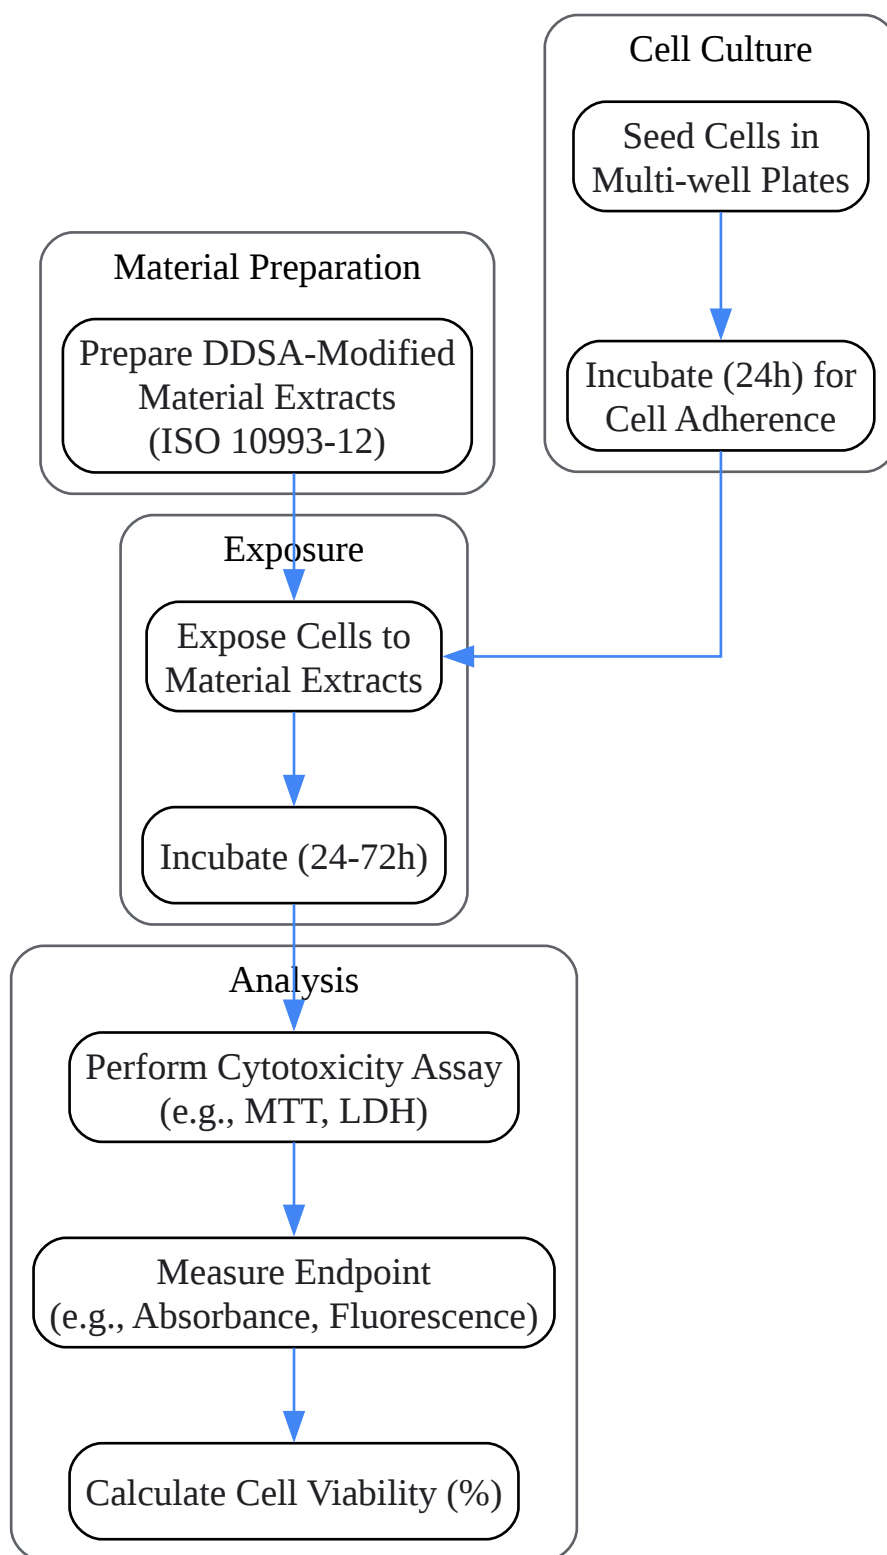 Cell Culture
Seed Cells in
Multi-well Plates
Material Preparation
Prepare DDSA-Modified
Material Extracts
(ISO 10993-12)
Incubate (24h) for
Cell Adherence
Exposure
Expose Cells to
Material Extracts
Incubate (24-72h)
Analysis
Perform Cytotoxicity Assay
(e.g., MTT, LDH)
Measure Endpoint
(e.g., Absorbance, Fluorescence)
Calculate Cell Viability (%)